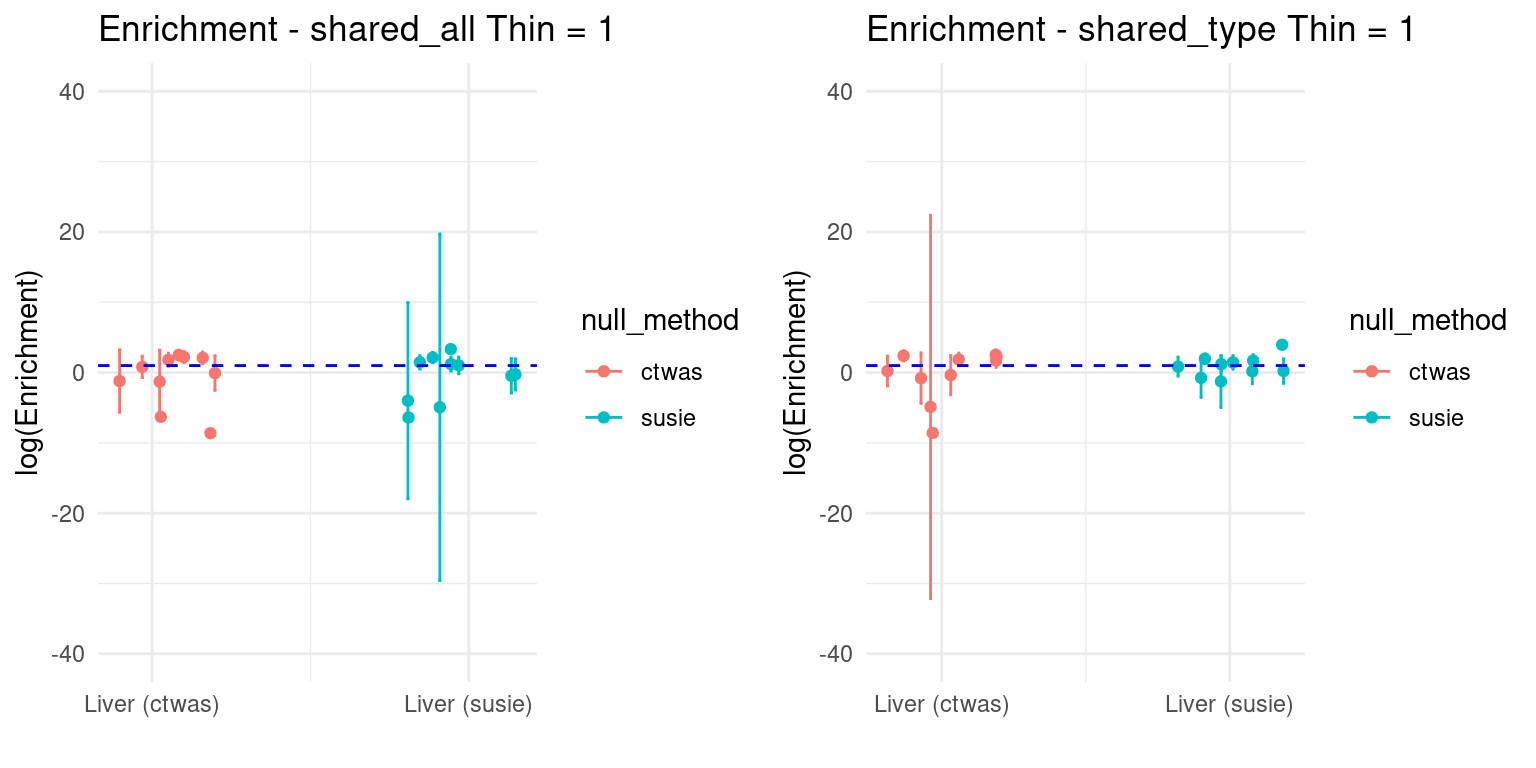 Enrichment - shared_all Thin = 1
40
20
0
-20
-40
log(Enrichment)
Liver (ctwas)
Liver (susie)
null_method
ctwas
susie
Enrichment - shared_type Thin = 1
40
20
0
-20
-40
log(Enrichment)
Liver (ctwas)
Liver (susie)
null_method
ctwas
susie